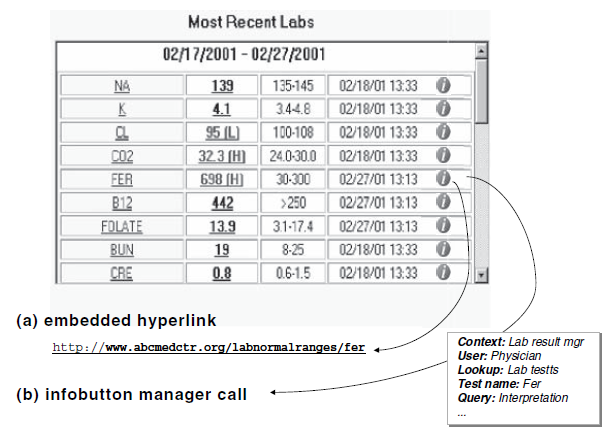 Most Recent Labs
02/17/2001 - 02/27/2001
NA 139 135-145 02/18/01 13:33
K 4.1 3.4-4.8 02/18/01 13:33
CL 95 (L) 100-108 02/18/01 13:33
CO2 32.3 (H) 24.0-30.0 02/18/01 13:33
FER 698 (H) 30-300 02/27/01 13:13
B12 442 >250 02/27/01 13:13
FOLATE 13.9 3.1-17.4 02/27/01 13:13
BUN 19 8-25 02/18/01 13:33
CRE 0.8 0.6-1.5 02/18/01 13:33
(a) embedded hyperlink
http://www.abcmedctr.org/labnormalranges/fer
(b) infobutton manager call
Context: Lab result mgr
User: Physician
Lookup: Lab testts
Test name: Fer
Query: Interpretation
...